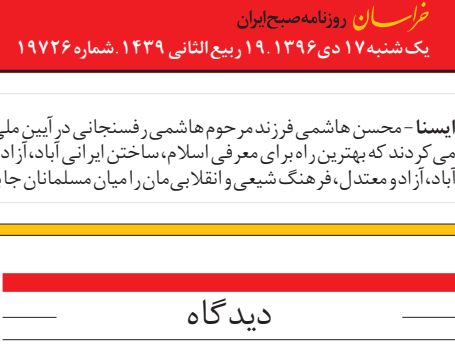 خراسان روزنامه صبح ایران
یک شنبه ۱۷ دی ۱۳۹۶ . ۱۹ ربیع الثانی ۱۴۳۹ . شماره ۱۹۷۲۶
ایسنا - محسن هاشمی فرزند مرحوم هاشمی رفسنجانی در آیین ملی
می کردند که بهترین راه برای معرفی اسلام، ساختن ایرانی آباد، آزاد
آباد، آزاد و معتدل، فرهنگ شیعی و انقلابی مان را میان مسلمانان
دیدگاه